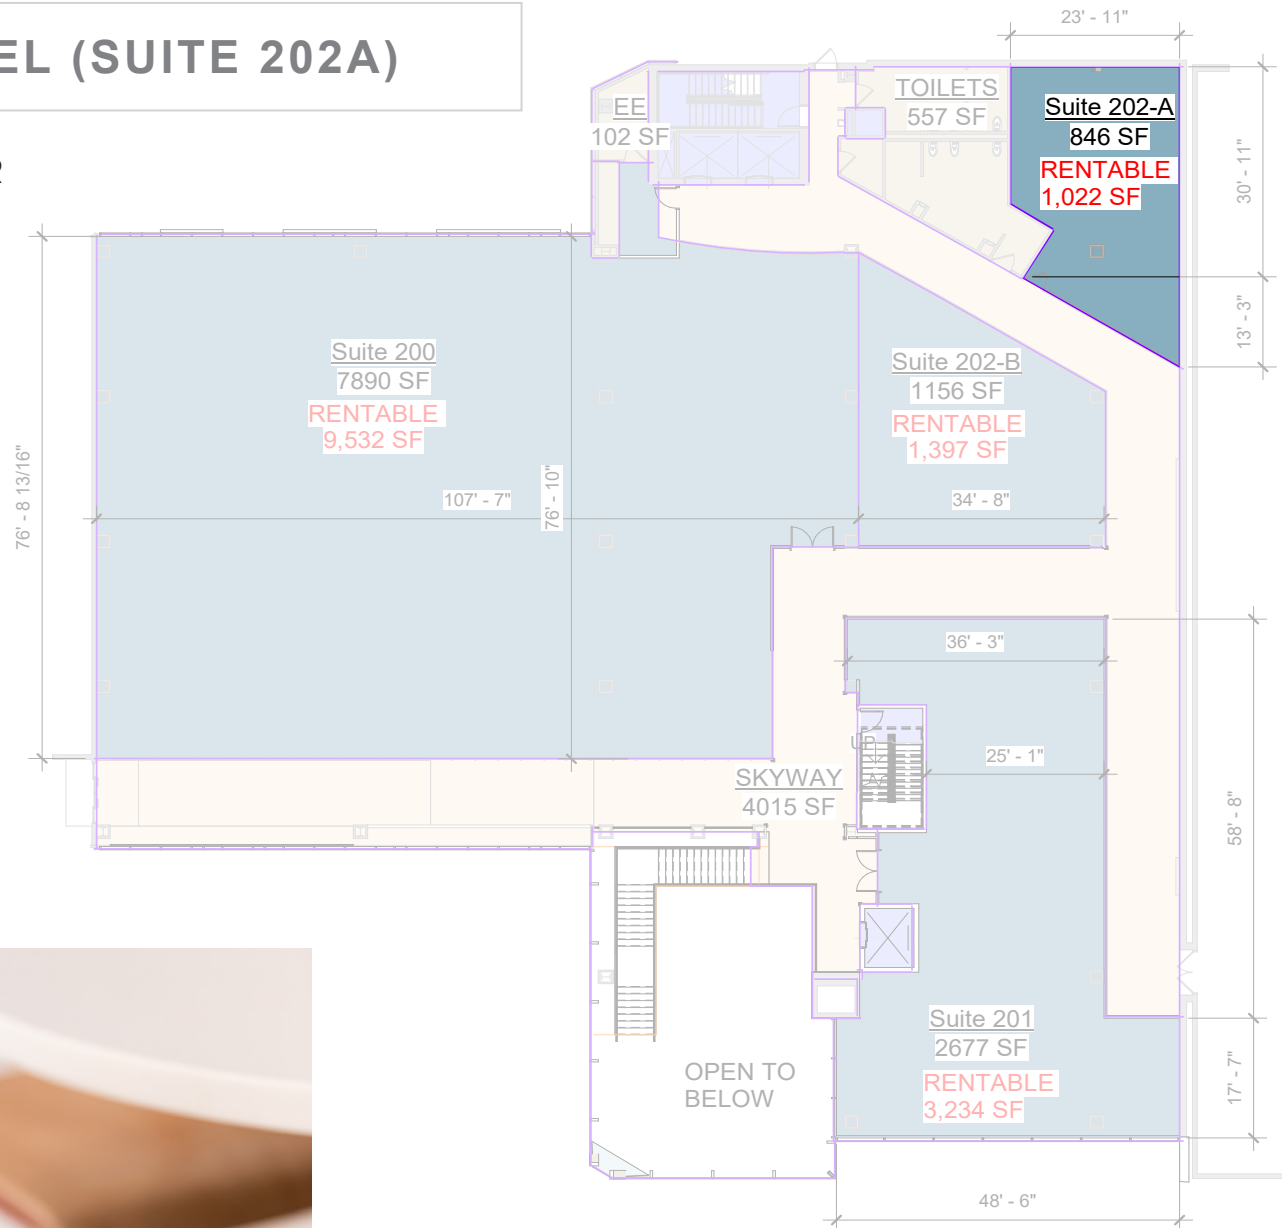 EL (SUITE 202A)
23' - 11"
EE
102 SF
TOILETS
557 SF
Suite 202-A
846 SF
RENTABLE
1,022 SF
30' - 11"
13' - 3"
Suite 200
7890 SF
RENTABLE
9,532 SF
Suite 202-B
1156 SF
RENTABLE
1,397 SF
76' - 8 13/16"
107' - 7"
76' - 10"
34' - 8"
36' - 3"
UP
25' - 1"
SKYWAY
4015 SF
58' - 8"
Suite 201
2677 SF
RENTABLE
3,234 SF
OPEN TO
BELOW
17' - 7"
48' - 6"